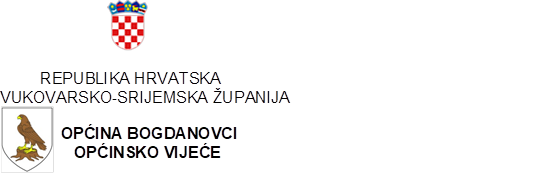 REPUBLIKA HRVATSKA
VUKOVARSKO-SRIJEMSKA ŽUPANIJA
OPĆINA BOGDANOVCI
OPĆINSKO VIJEĆE